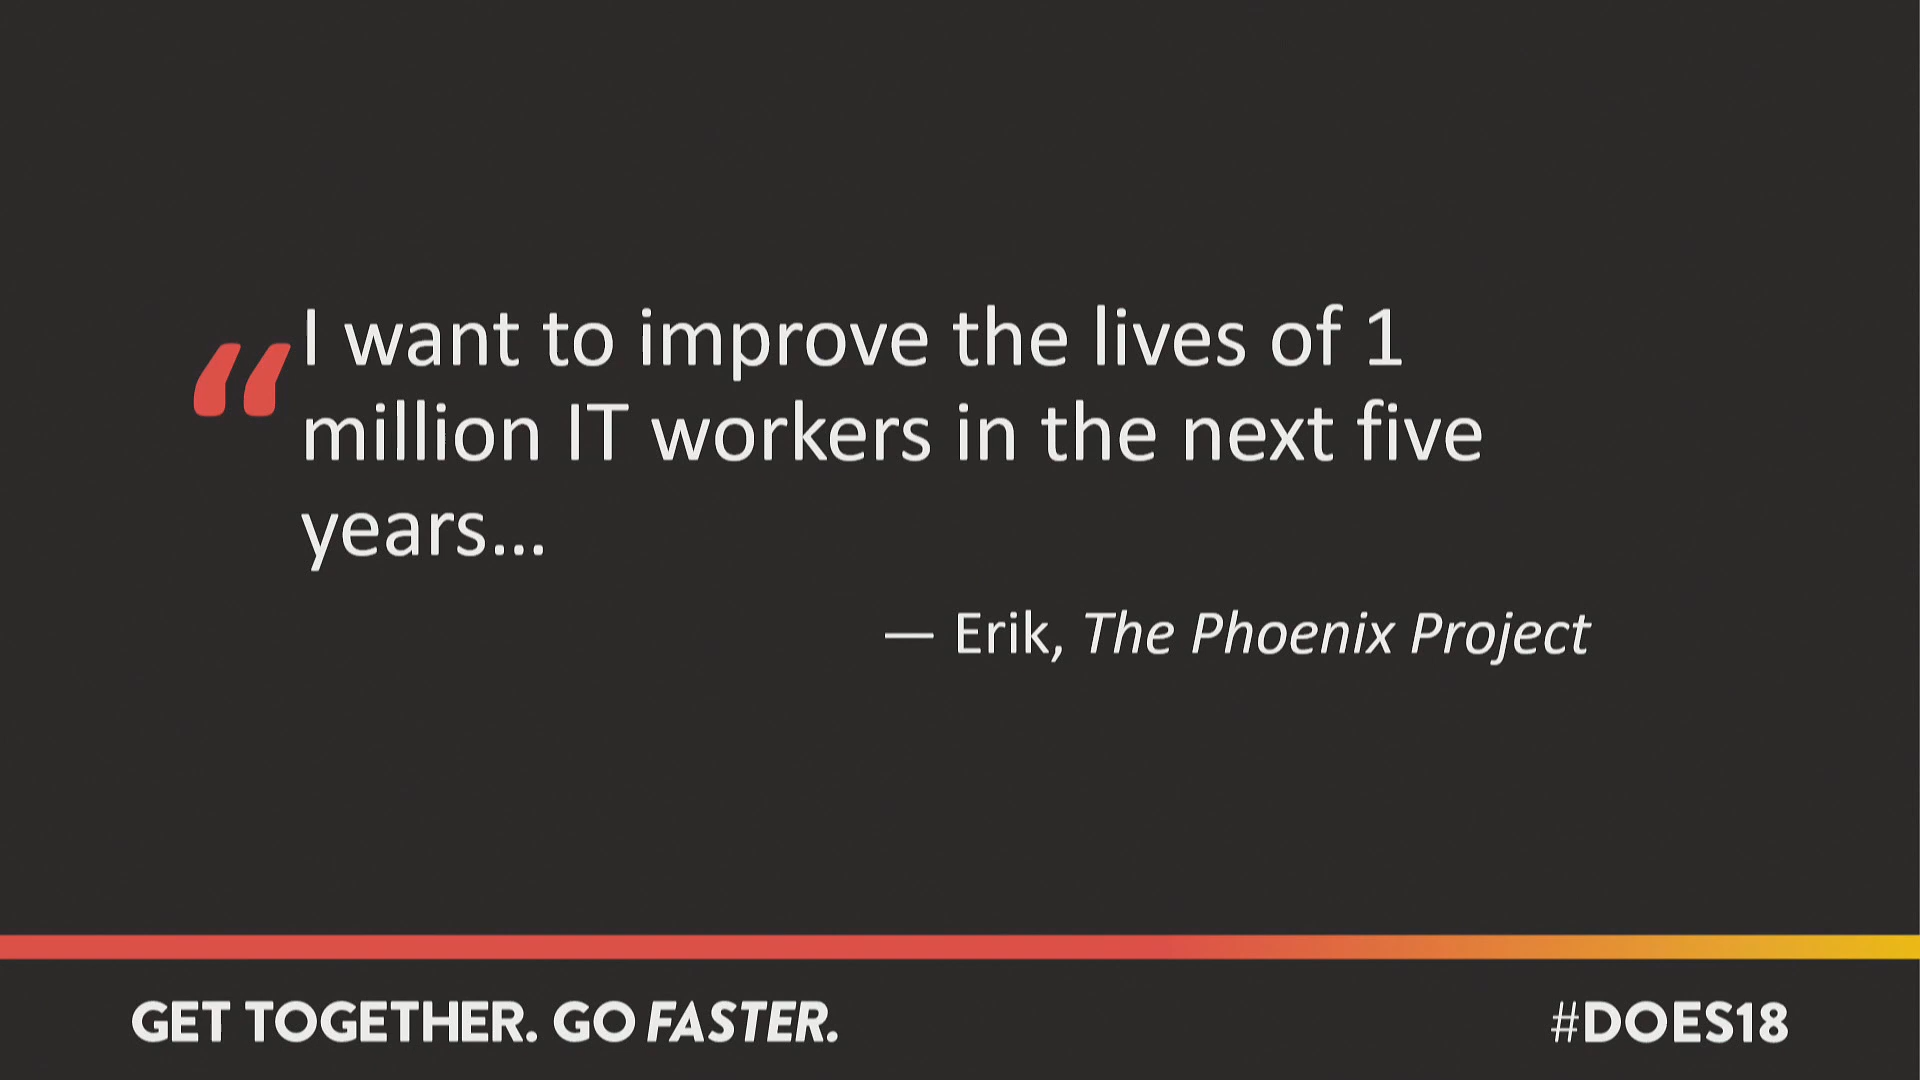 “I want to improve the lives of 1
million IT workers in the next five
years...
— Erik, The Phoenix Project
GET TOGETHER. GO FASTER.
#DOES18